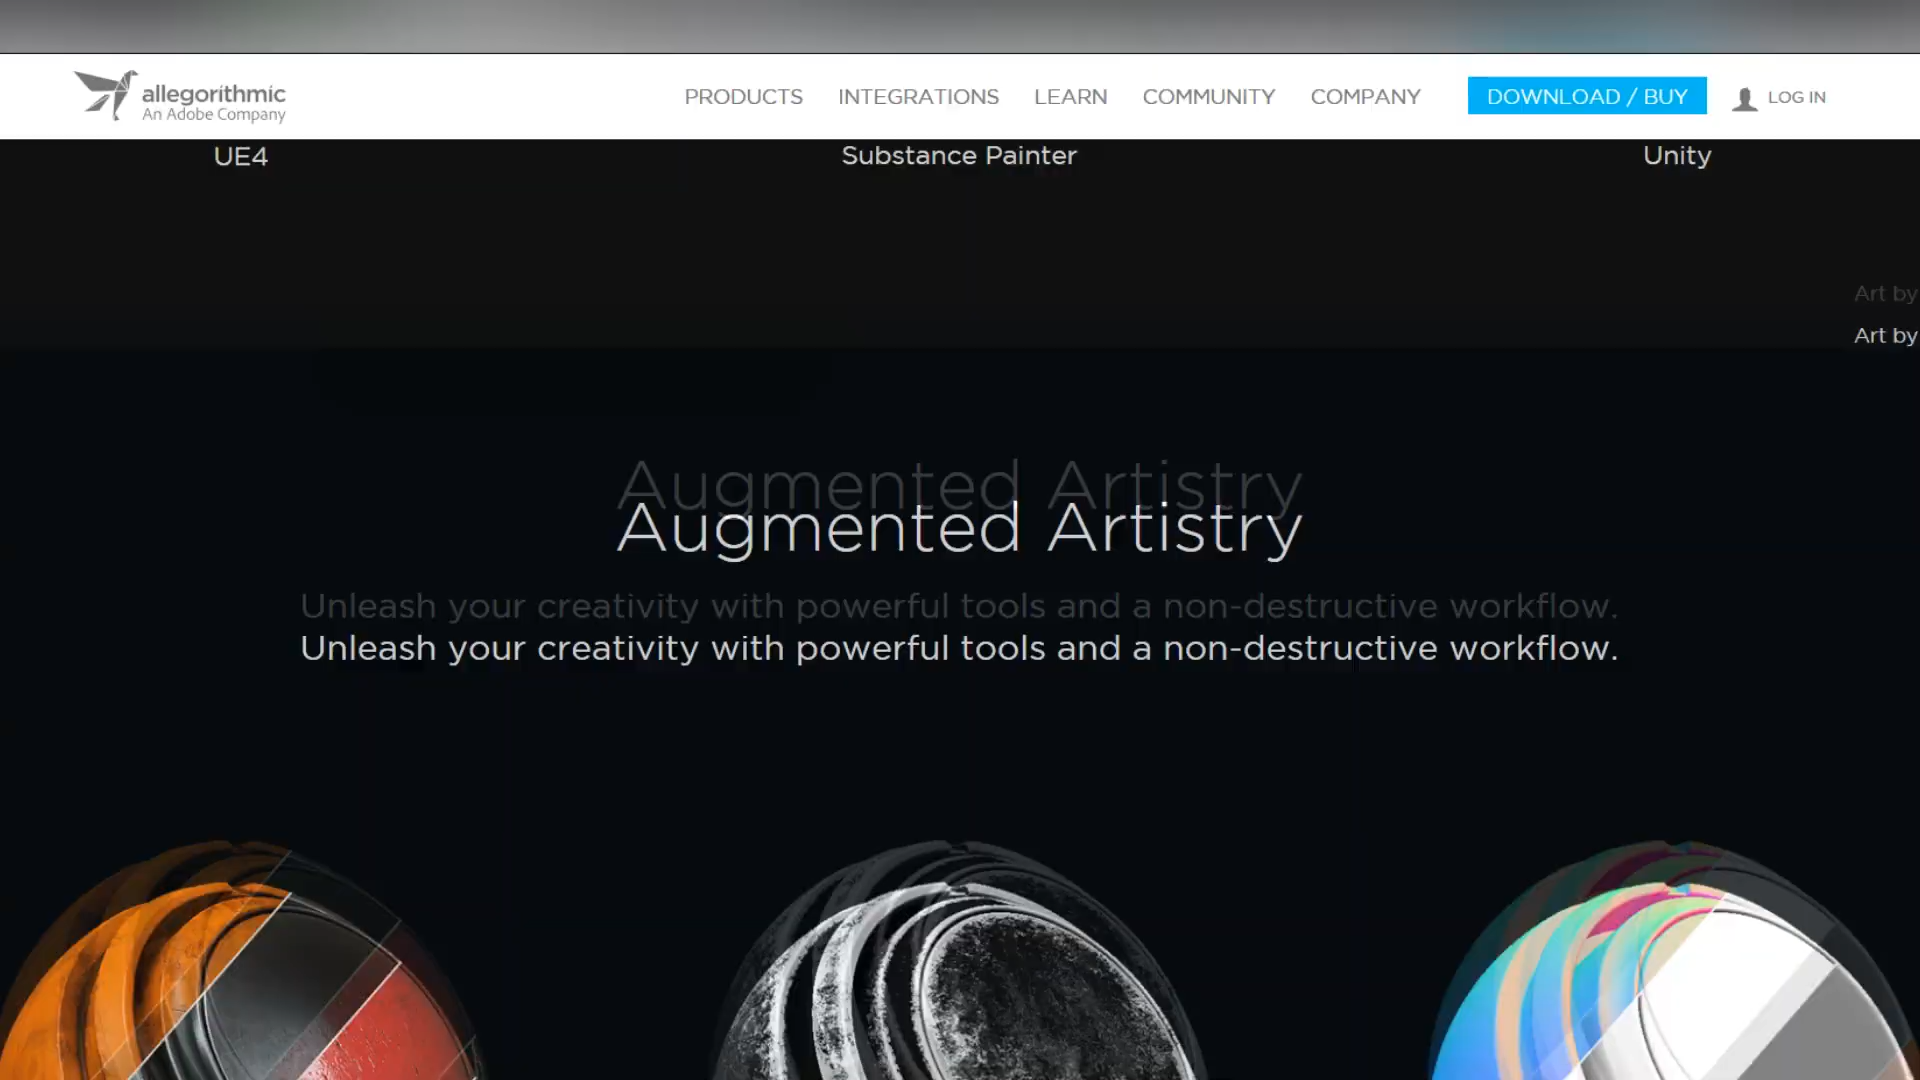 allegorithmic
An Adobe Company
PRODUCTS INTEGRATIONS LEARN COMMUNITY COMPANY DOWNLOAD / BUY LOG IN
UE4 Substance Painter Unity
Art by
Art by
Augmented Artistry
Augmented Artistry
Unleash your creativity with powerful tools and a non-destructive workflow.
Unleash your creativity with powerful tools and a non-destructive workflow.